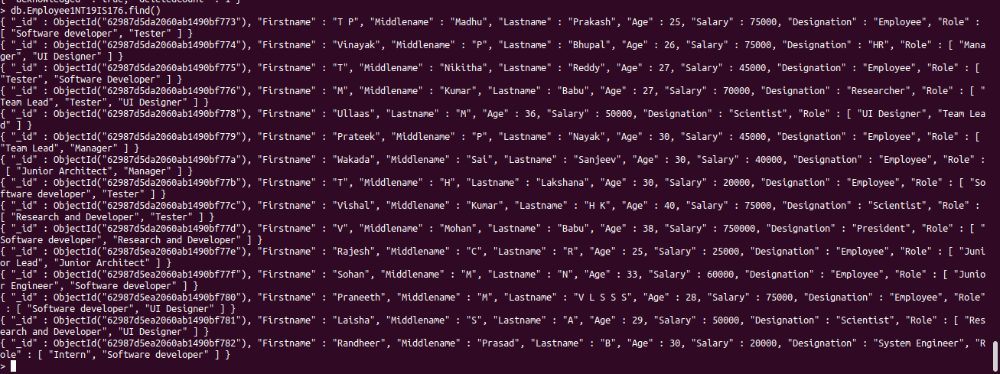 { "acknowledged" : true, "deletedCount" : 1 }
> db.Employee1NT19IS176.find()
{ "_id" : ObjectId("62987d5da2060ab1490bf773"), "Firstname" : "T P", "Middlename" : "Madhu", "Lastname" : "Prakash", "Age" : 25, "Salary" : 75000, "Designation" : "Employee", "Role" :
[ "Software developer", "Tester" ] }
{ "_id" : ObjectId("62987d5da2060ab1490bf774"), "Firstname" : "Vinayak", "Middlename" : "P", "Lastname" : "Bhupal", "Age" : 26, "Salary" : 75000, "Designation" : "HR", "Role" : [ "Mana
ger", "UI Designer" ] }
{ "_id" : ObjectId("62987d5da2060ab1490bf775"), "Firstname" : "T", "Middlename" : "Nikitha", "Lastname" : "Reddy", "Age" : 27, "Salary" : 45000, "Designation" : "Employee", "Role" : [
"Tester", "Software Developer" ] }
{ "_id" : ObjectId("62987d5da2060ab1490bf776"), "Firstname" : "M", "Middlename" : "Kumar", "Lastname" : "Babu", "Age" : 27, "Salary" : 70000, "Designation" : "Researcher", "Role" : [ "
Team Lead", "Tester", "UI Designer" ] }
{ "_id" : ObjectId("62987d5da2060ab1490bf778"), "Firstname" : "Ullaas", "Lastname" : "M", "Age" : 36, "Salary" : 50000, "Designation" : "Scientist", "Role" : [ "UI Designer", "Team Lea
d" ] }
{ "_id" : ObjectId("62987d5da2060ab1490bf779"), "Firstname" : "Prateek", "Middlename" : "P", "Lastname" : "Nayak", "Age" : 30, "Salary" : 45000, "Designation" : "Employee", "Role" : [
"Team Lead", "Manager" ] }
{ "_id" : ObjectId("62987d5da2060ab1490bf77a"), "Firstname" : "Wakada", "Middlename" : "Sai", "Lastname" : "Sanjeev", "Age" : 30, "Salary" : 40000, "Designation" : "Employee", "Role" :
[ "Junior Architect", "Manager" ] }
{ "_id" : ObjectId("62987d5da2060ab1490bf77b"), "Firstname" : "T", "Middlename" : "H", "Lastname" : "Lakshana", "Age" : 30, "Salary" : 20000, "Designation" : "Employee", "Role" : [ "So
ftware developer", "Tester" ] }
{ "_id" : ObjectId("62987d5da2060ab1490bf77c"), "Firstname" : "Vishal", "Middlename" : "Kumar", "Lastname" : "H K", "Age" : 40, "Salary" : 75000, "Designation" : "Scientist", "Role" :
[ "Research and Developer", "Tester" ] }
{ "_id" : ObjectId("62987d5da2060ab1490bf77d"), "Firstname" : "V", "Middlename" : "Mohan", "Lastname" : "Babu", "Age" : 38, "Salary" : 750000, "Designation" : "President", "Role" : [ "
Software developer", "Research and Developer" ] }
{ "_id" : ObjectId("62987d5ea2060ab1490bf77e"), "Firstname" : "Rajesh", "Middlename" : "C", "Lastname" : "R", "Age" : 25, "Salary" : 25000, "Designation" : "Employee", "Role" : [ "Juni
or Lead", "Junior Architect" ] }
{ "_id" : ObjectId("62987d5ea2060ab1490bf77f"), "Firstname" : "Sohan", "Middlename" : "M", "Lastname" : "N", "Age" : 33, "Salary" : 60000, "Designation" : "Employee", "Role" : [ "Junio
r Engineer", "Software developer" ] }
{ "_id" : ObjectId("62987d5ea2060ab1490bf780"), "Firstname" : "Praneeth", "Middlename" : "M", "Lastname" : "V L S S S", "Age" : 28, "Salary" : 75000, "Designation" : "Employee", "Role"
: [ "Software developer", "UI Designer" ] }
{ "_id" : ObjectId("62987d5ea2060ab1490bf781"), "Firstname" : "Laisha", "Middlename" : "S", "Lastname" : "A", "Age" : 29, "Salary" : 50000, "Designation" : "Scientist", "Role" : [ "Res
earch and Developer", "UI Designer" ] }
{ "_id" : ObjectId("62987d5ea2060ab1490bf782"), "Firstname" : "Randheer", "Middlename" : "Prasad", "Lastname" : "B", "Age" : 30, "Salary" : 20000, "Designation" : "System Engineer", "R
ole" : [ "Intern", "Software developer" ] }
>